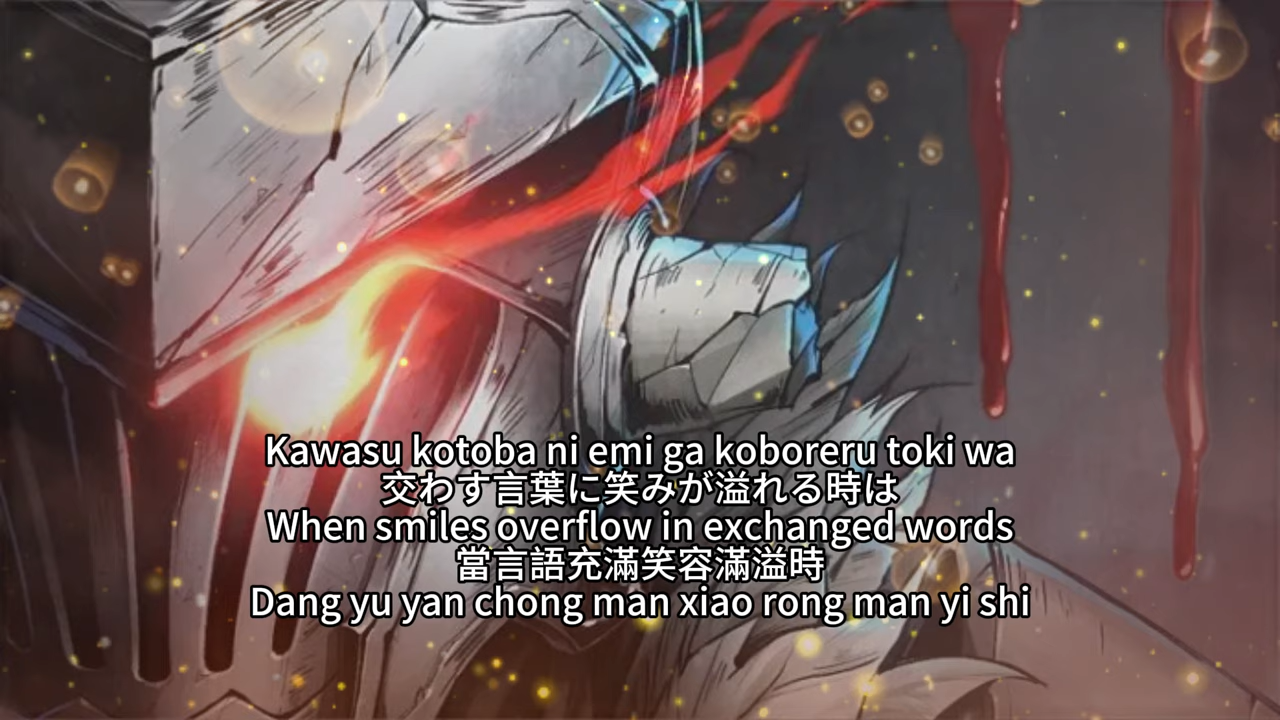 Kawasu kotoba ni emi ga koboreru toki wa
交わす言葉に笑みが溢れる時は
When smiles overflow in exchanged words
當言語充滿笑容滿溢時
Dang yu yan chong man xiao rong man yi shi